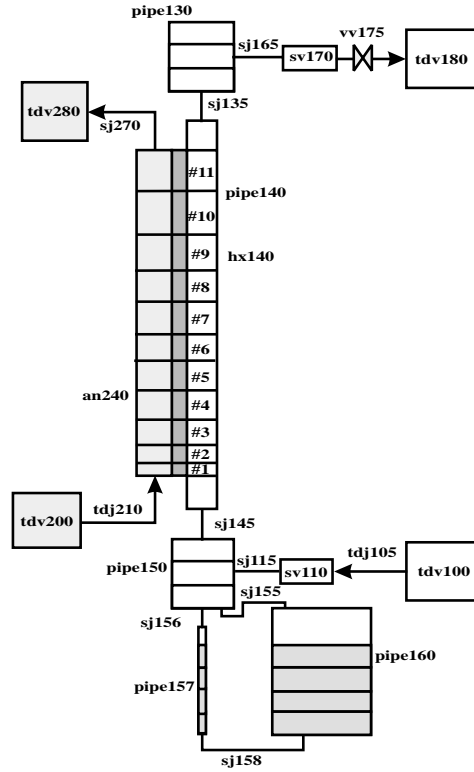 pipe130
sj165
vv175
sv170
tdv180
tdv280
sj270
sj135
#11
pipe140
#10
#9
hx140
#8
#7
#6
#5
an240
#4
#3
#2
#1
tdv200
tdj210
sj145
pipe150
sj115
tdj105
sv110
tdv100
sj155
sj156
pipe160
pipe157
sj158